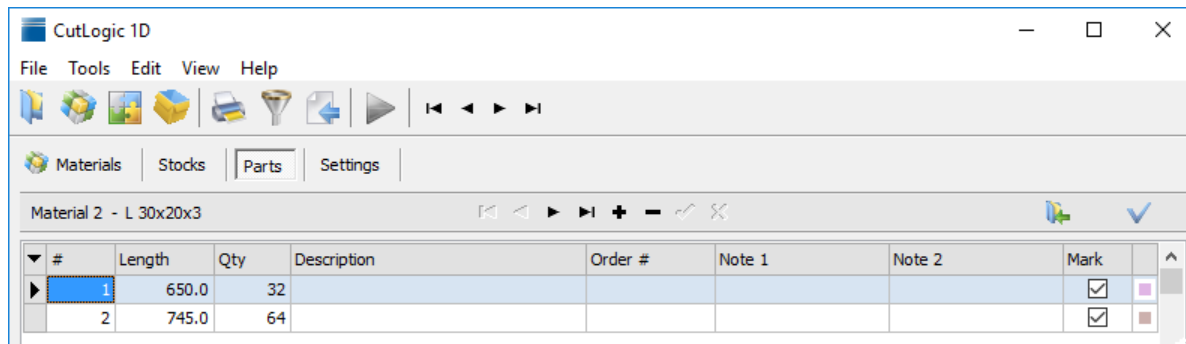 CutLogic 1D
File Tools Edit View Help
Materials Stocks Parts Settings
Material 2 - L 30x20x3
# Length Qty Description Order # Note 1 Note 2 Mark
1 650.0 32
2 745.0 64